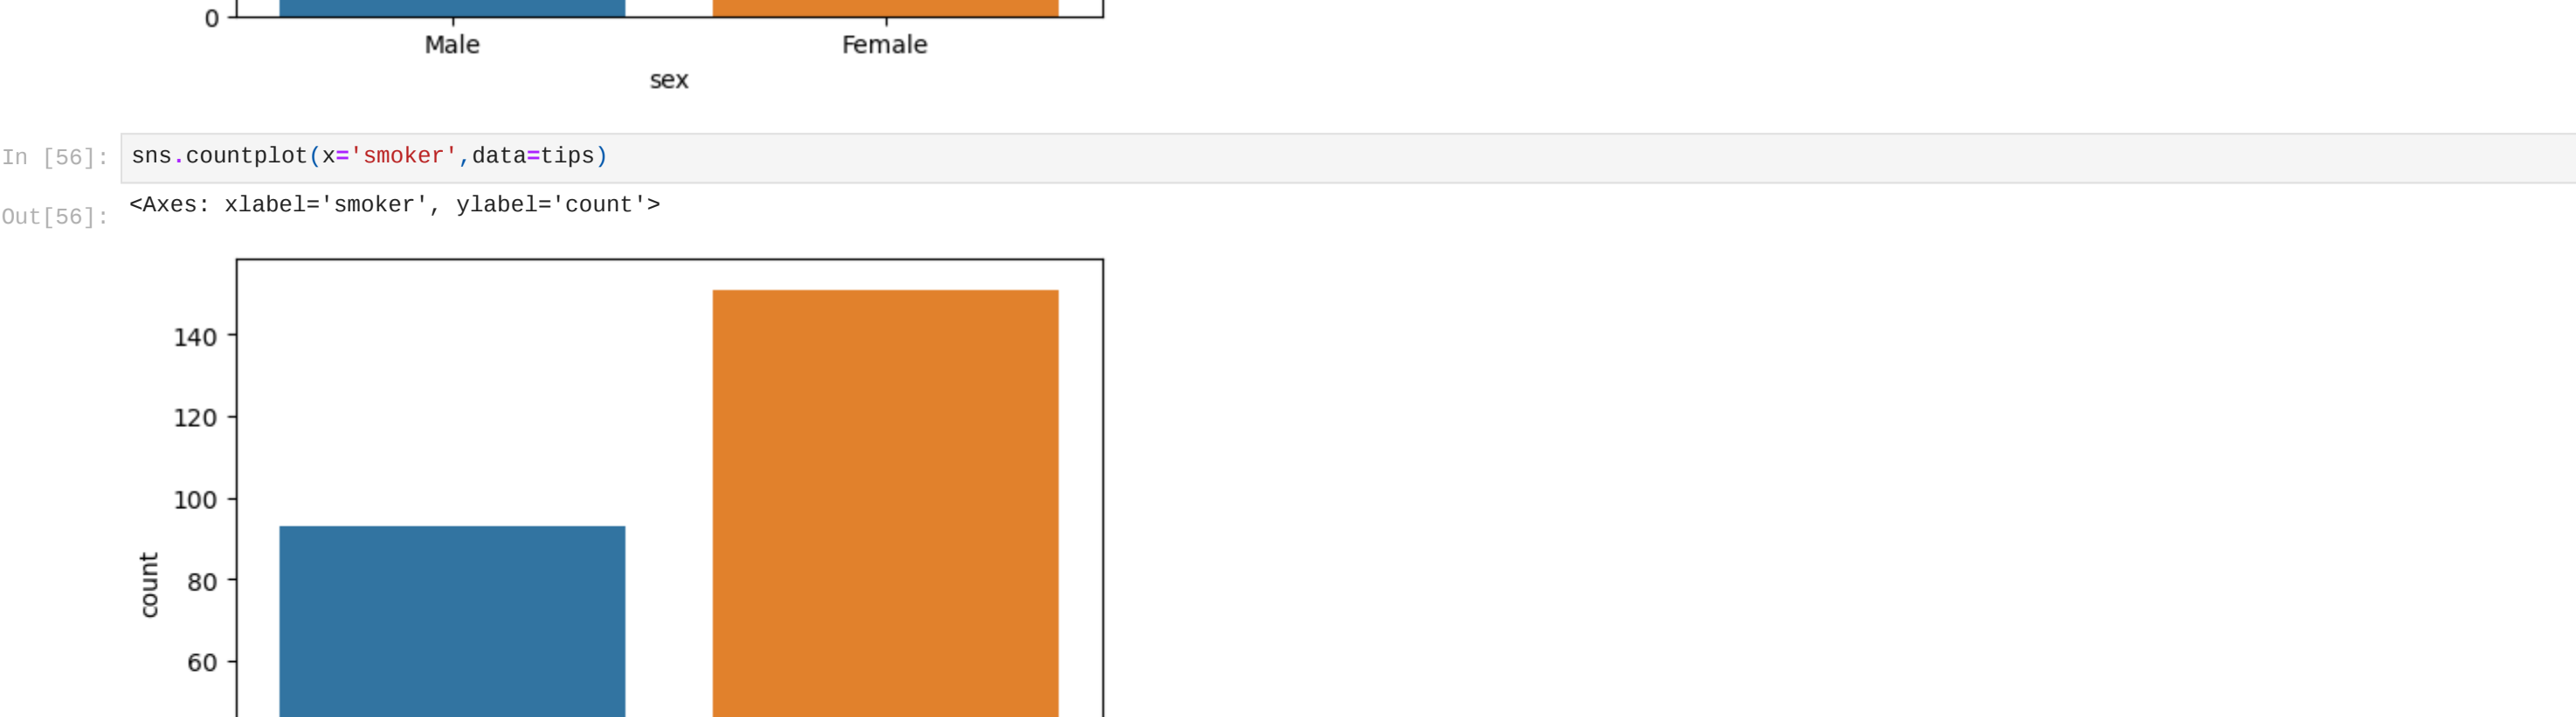 0
Male Female
sex
In [56]: sns.countplot(x='smoker',data=tips)
Out[56]: <Axes: xlabel='smoker', ylabel='count'>
140
120
100
80
60
count